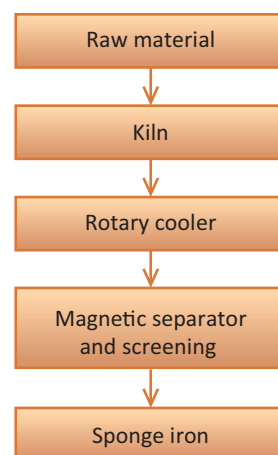 Raw material
Kiln
Rotary cooler
Magnetic separator
and screening
Sponge iron